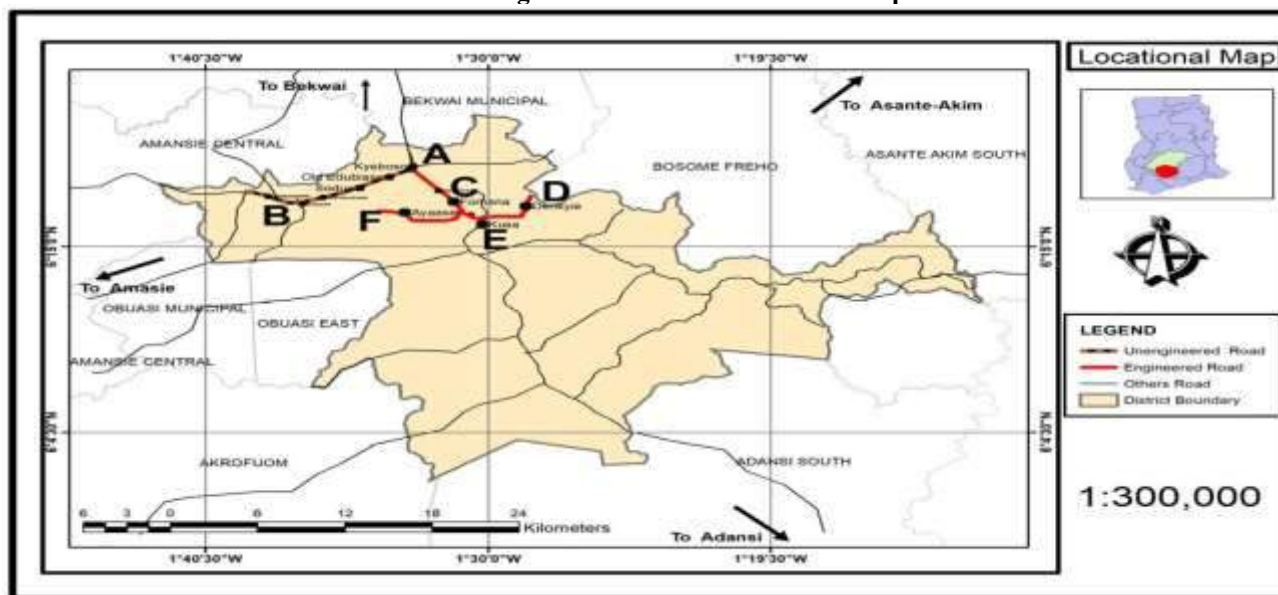 1°40'30"W 1°30'0"W 1°19'30"W
To Bekwai
BEKWAI MUNICIPAL
To Asante-Akim
AMANSIE CENTRAL
BOSOME FREHO
ASANTE AKIM SOUTH
A
Old Edubiase
C
D
B
F
Fomena
Ayaase
Kusa
E
To Amasie
OBUASI MUNICIPAL
OBUASI EAST
AMANSIE CENTRAL
AKROFUOM
ADANSI SOUTH
6 3 0 6 12 18 24
Kilometers
To Adansi
1°40'30"W 1°30'0"W 1°19'30"W
Locational Map
LEGEND
Unengineered Road
Engineered Road
Others Road
District Boundary
1:300,000